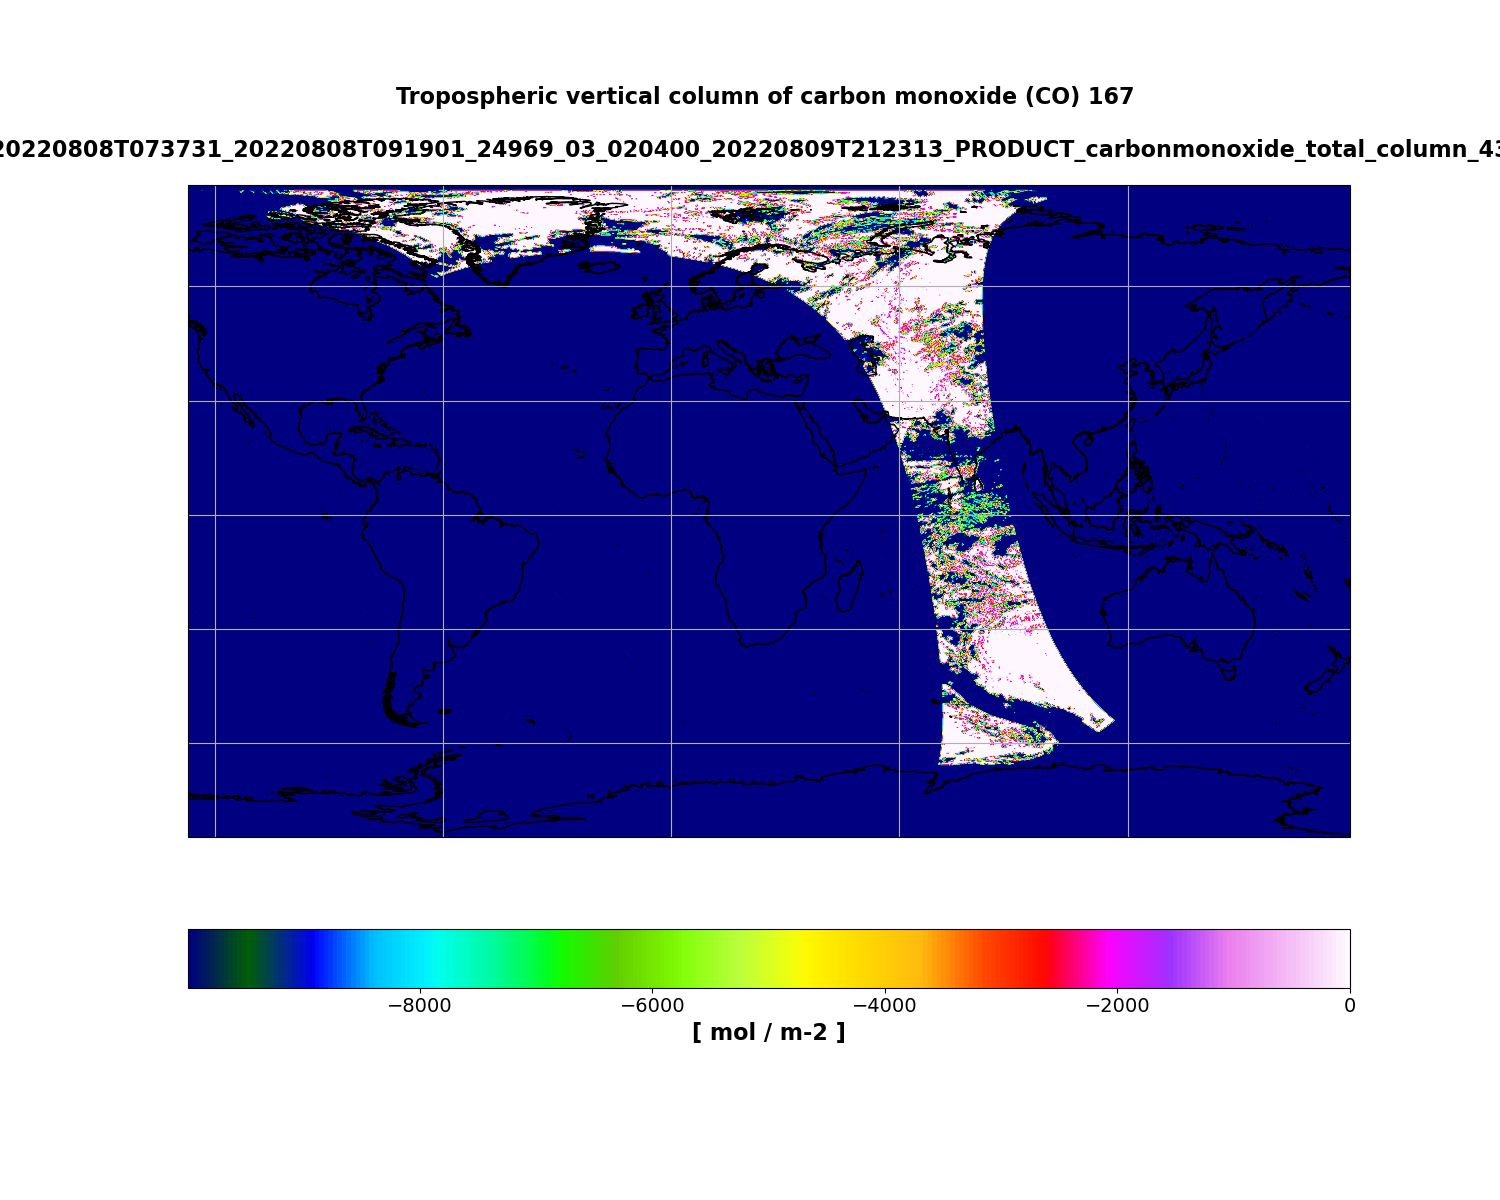 Tropospheric vertical column of carbon monoxide (CO) 167
20220808T073731_20220808T091901_24969_03_020400_20220809T212313_PRODUCT_carbonmonoxide_total_column_43
−8000 −6000 −4000 −2000 0
[ mol / m-2 ]